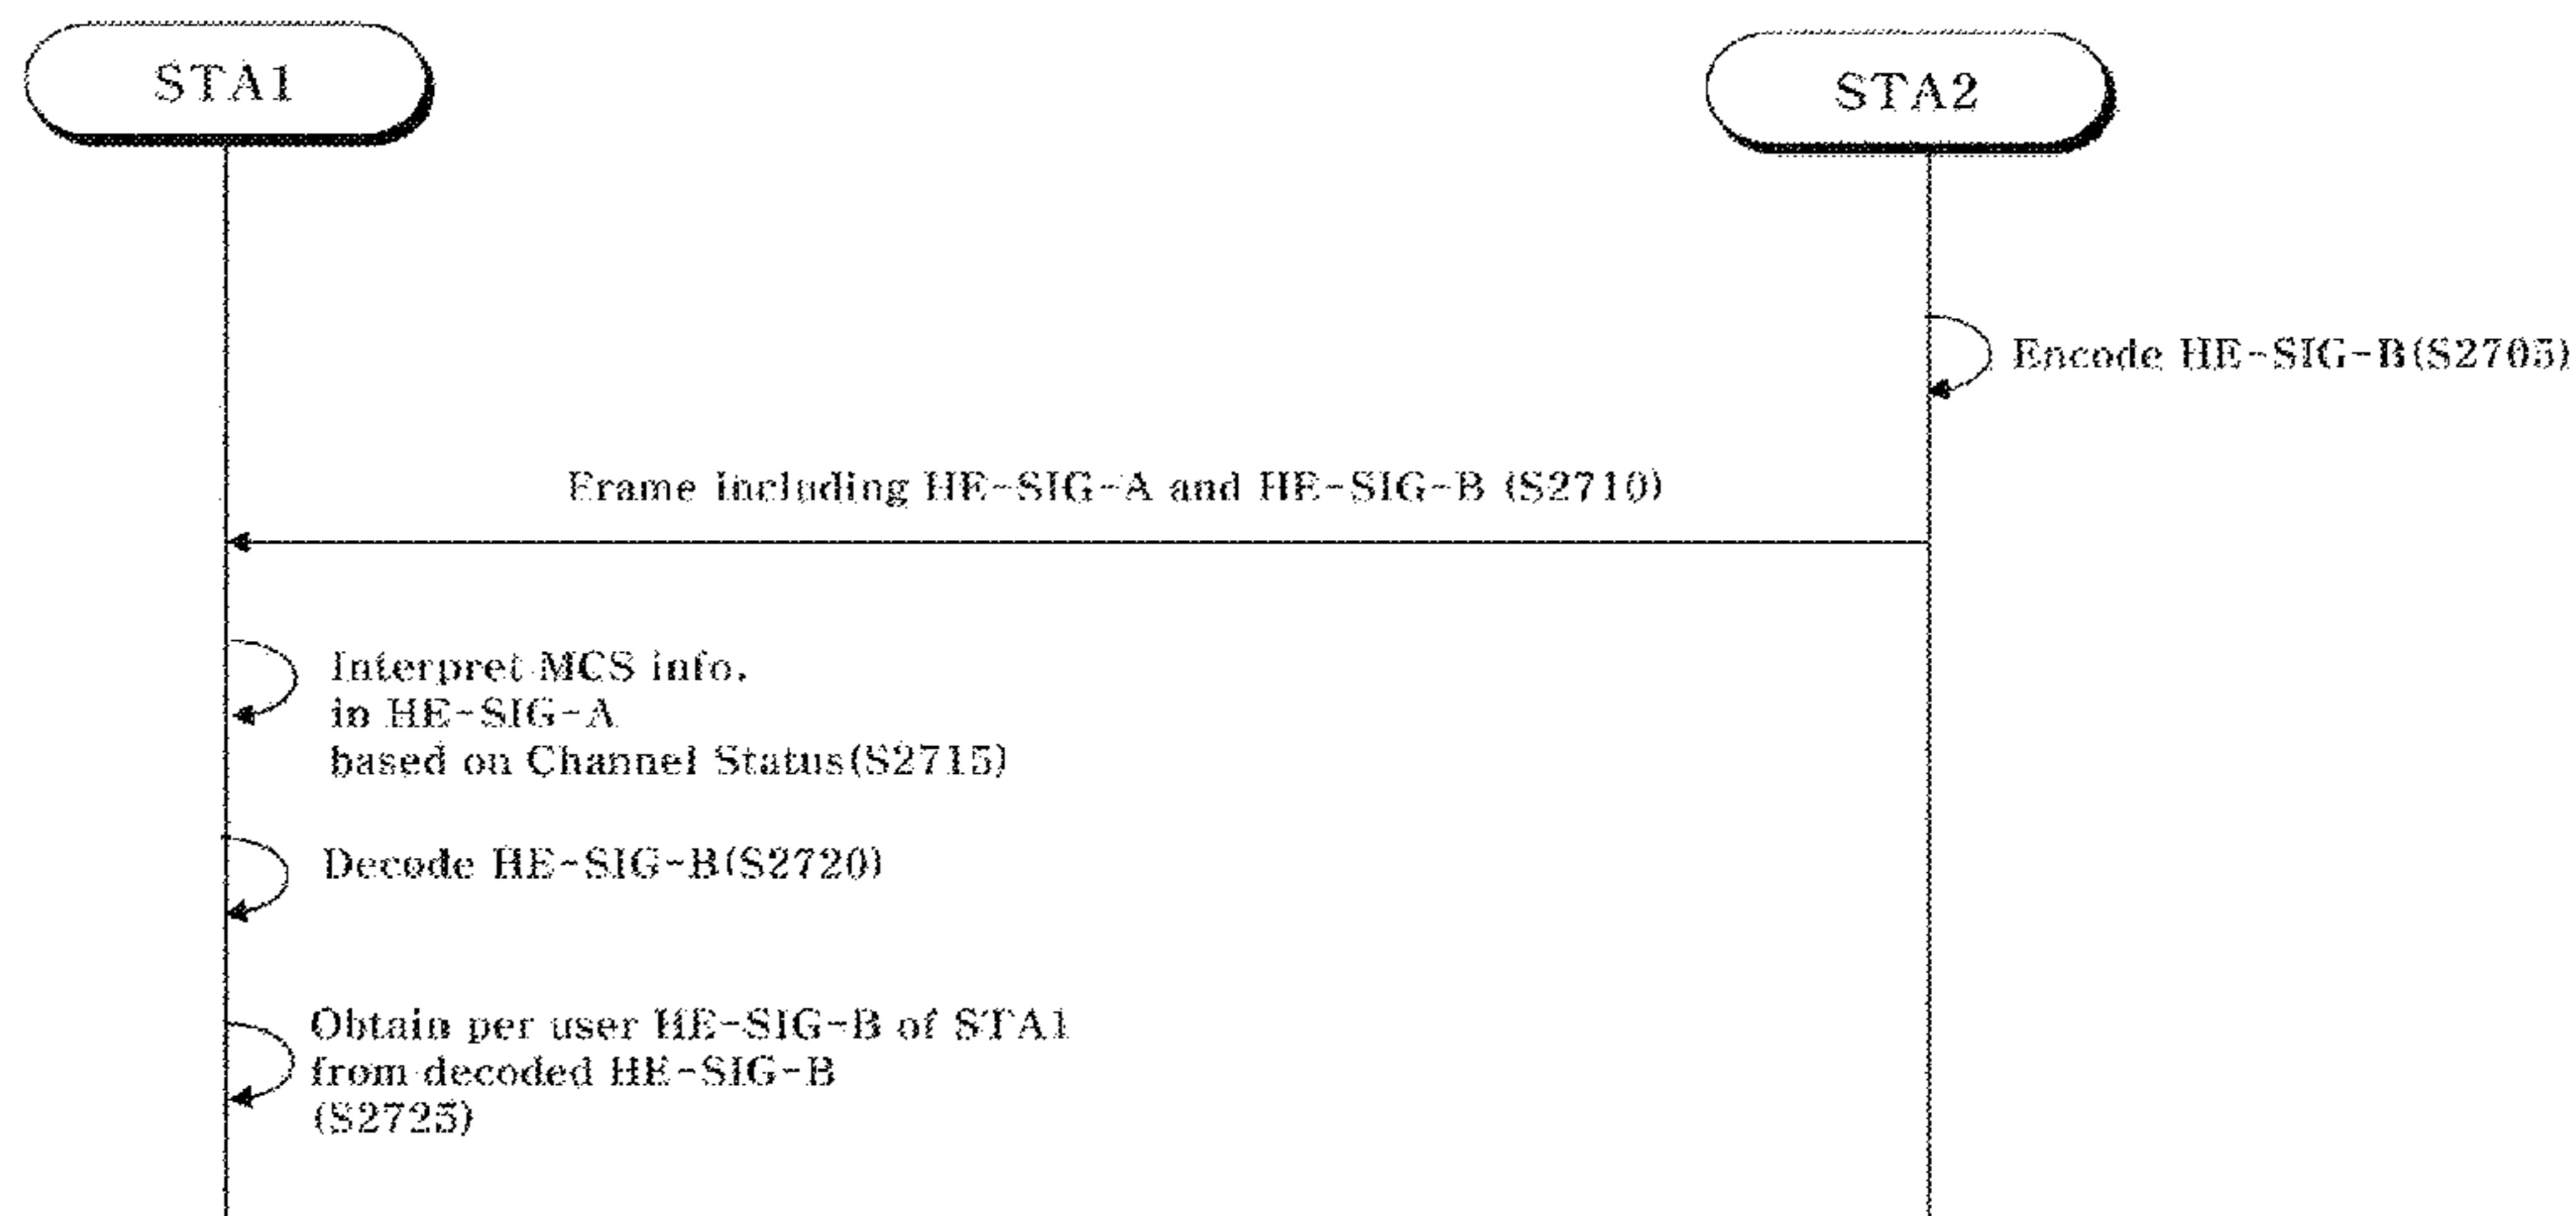 STA1
STA2
Encode HE-SIG-B(S2705)
Frame including HE-SIG-A and HE-SIG-B (S2710)
Interpret MCS info.
in HE-SIG-A
based on Channel Status(S2715)
Decode HE-SIG-B(S2720)
Obtain per user HE-SIG-B of STA1
from decoded HE-SIG-B
(S2725)